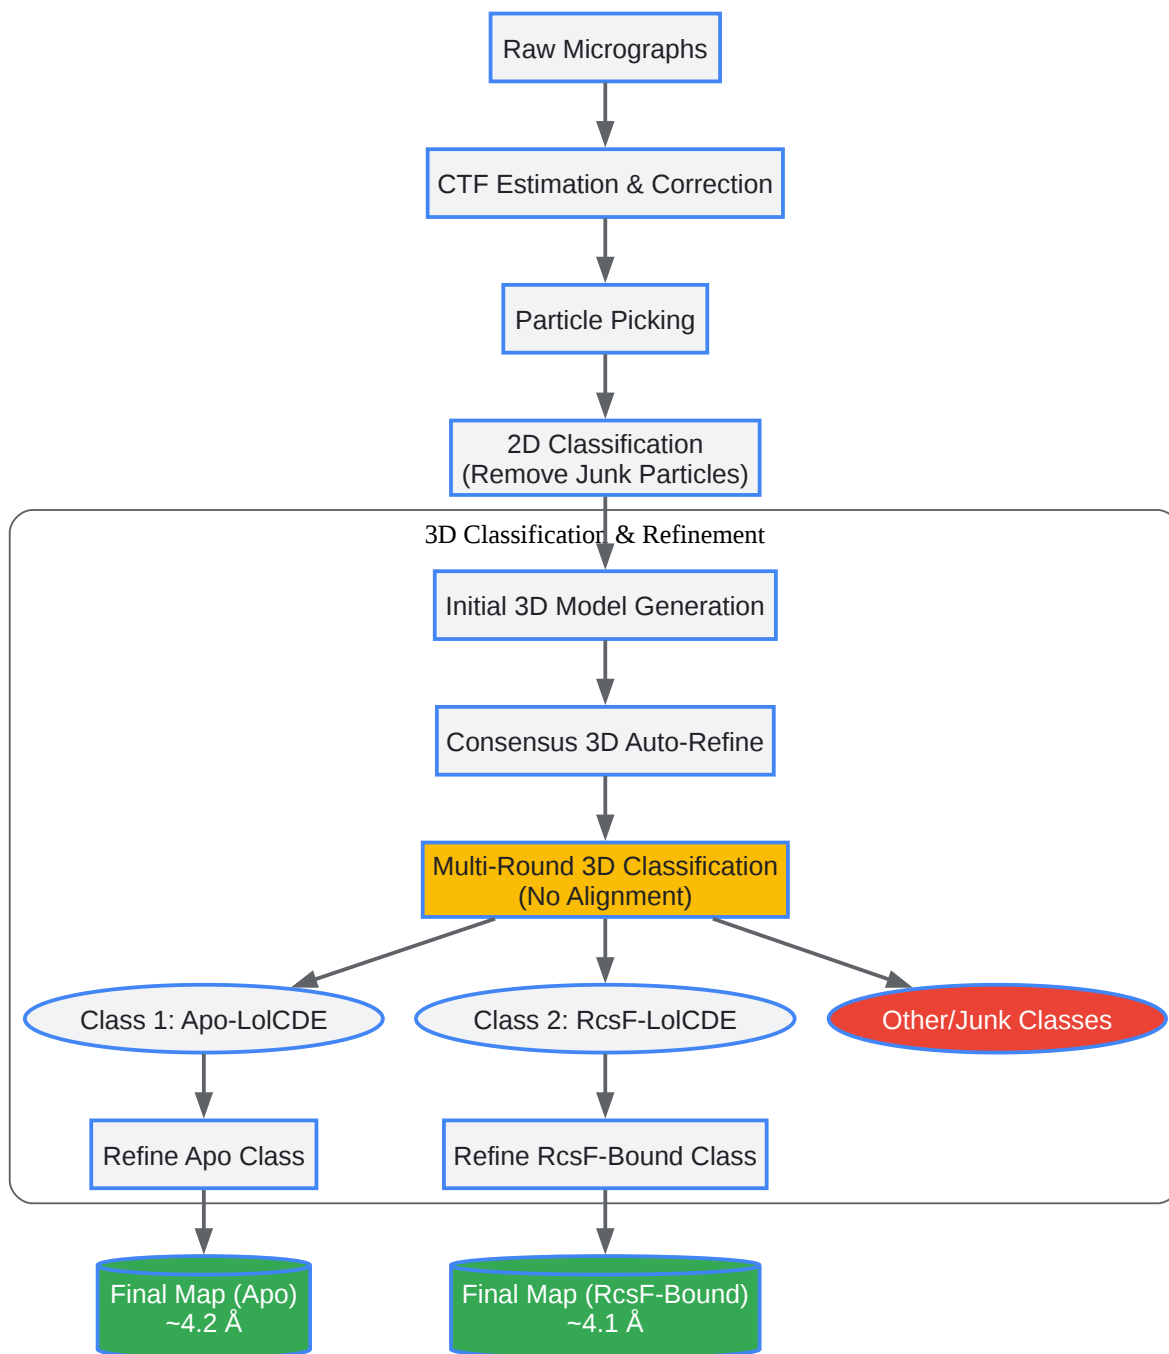 Raw Micrographs
CTF Estimation & Correction
Particle Picking
2D Classification
(Remove Junk Particles)
3D Classification & Refinement
Initial 3D Model Generation
Consensus 3D Auto-Refine
Multi-Round 3D Classification
(No Alignment)
Class 1: Apo-LolCDE
Class 2: RcsF-LolCDE
Other/Junk Classes
Refine Apo Class
Refine RcsF-Bound Class
Final Map (Apo)
~4.2 Å
Final Map (RcsF-Bound)
~4.1 Å